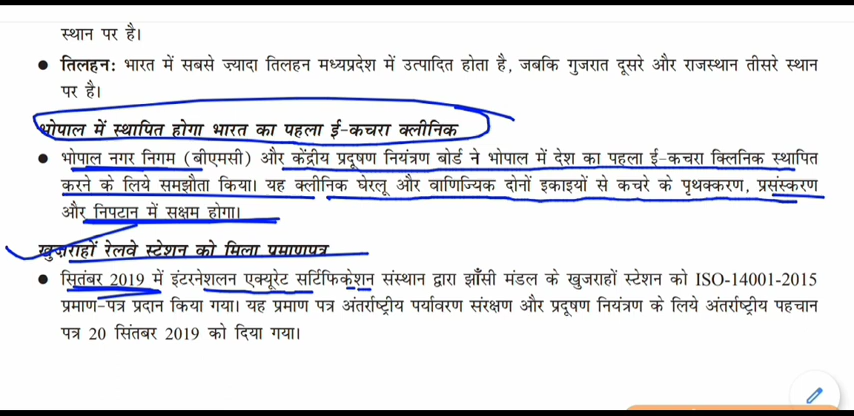 स्थान पर है।
● तिलहन: भारत में सबसे ज़्यादा तिलहन मध्यप्रदेश में उत्पादित होता है, जबकि गुजरात दूसरे और राजस्थान तीसरे स्थान
पर है।
भोपाल में स्थापित होगा भारत का पहला ई-कचरा क्लीनिक
● भोपाल नगर निगम (बीएमसी) और केंद्रीय प्रदूषण नियंत्रण बोर्ड ने भोपाल में देश का पहला ई-कचरा क्लिनिक स्थापित
करने के लिये समझौता किया। यह क्लीनिक घरेलू और वाणिज्यिक दोनों इकाइयों से कचरे के पृथक्करण, प्रसंस्करण
और निपटान में सक्षम होगा।
खुजराहों रेलवे स्टेशन को मिला प्रमाणपत्र
● सितंबर 2019 में इंटरनेशलन एक्यूरेट सर्टिफिकेशन संस्थान द्वारा झाँसी मंडल के खुजराहों स्टेशन को ISO-14001-2015
प्रमाण-पत्र प्रदान किया गया। यह प्रमाण पत्र अंतर्राष्ट्रीय पर्यावरण संरक्षण और प्रदूषण नियंत्रण के लिये अंतर्राष्ट्रीय पहचान
पत्र 20 सिंतबर 2019 को दिया गया।